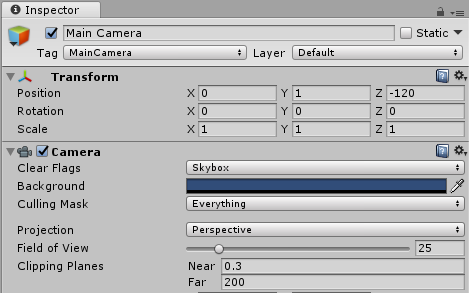 Inspector
Main Camera Static
Tag MainCamera Layer Default
Transform
Position X 0 Y 1 Z -120
Rotation X 0 Y 0 Z 0
Scale X 1 Y 1 Z 1
Camera
Clear Flags Skybox
Background
Culling Mask Everything
Projection Perspective
Field of View 25
Clipping Planes Near 0.3
Far 200